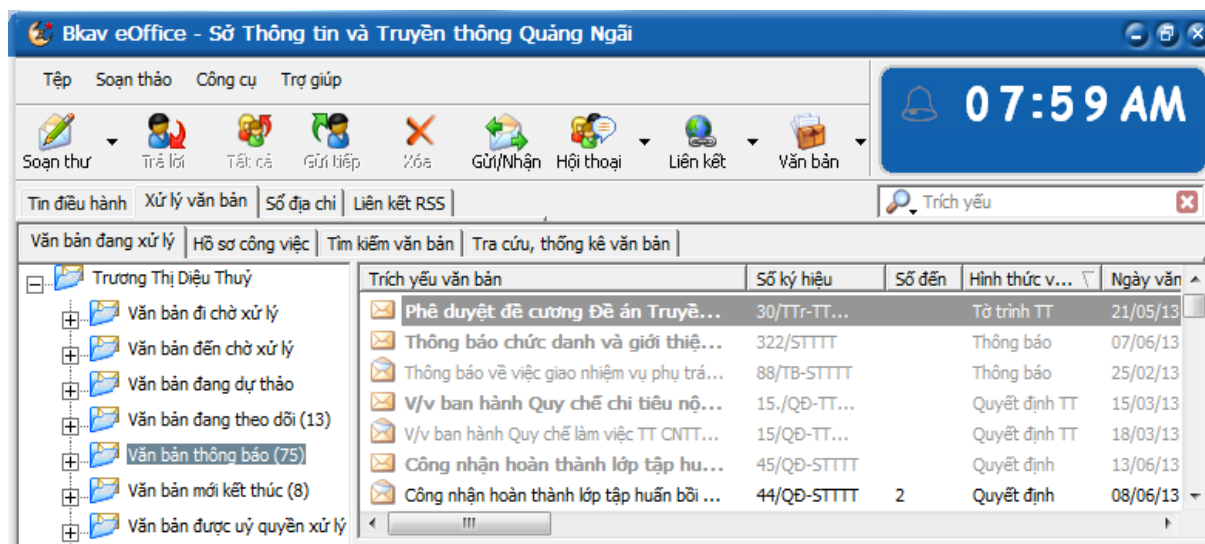 Bkav eOffice - Sở Thông tin và Truyền thông Quảng Ngãi
Tệp Soạn thảo Công cụ Trợ giúp
07:59 AM
Soạn thư Trả lời Tất cả Gửi tiếp Xóa Gửi/Nhận Hội thoại Liên kết Văn bản
Tin điều hành Xử lý văn bản Sổ địa chỉ Liên kết RSS Trích yếu
Văn bản đang xử lý Hồ sơ công việc Tìm kiếm văn bản Tra cứu, thống kê văn bản
Trương Thị Diệu Thuỷ Trích yếu văn bản Số ký hiệu Số đến Hình thức v... Ngày văn
Văn bản đi chờ xử lý Phê duyệt đề cương Đề án Truyề... 30/TTr-TT... Tờ trình TT 21/05/13
Văn bản đến chờ xử lý Thông báo chức danh và giới thiệ... 322/STTTT Thông báo 07/06/13
Văn bản đang dự thảo Thông báo về việc giao nhiệm vụ phụ trá... 88/TB-STTTT Thông báo 25/02/13
Văn bản đang theo dõi (13) V/v ban hành Quy chế chi tiêu nộ... 15./QĐ-TT... Quyết định TT 15/03/13
Văn bản thông báo (75) V/v ban hành Quy chế làm việc TT CNTT... 15/QĐ-TT... Quyết định TT 18/03/13
Văn bản mới kết thúc (8) Công nhận hoàn thành lớp tập hu... 45/QĐ-STTTT Quyết định 13/06/13
Văn bản được uỷ quyền xử lý Công nhận hoàn thành lớp tập huấn bồi ... 44/QĐ-STTTT 2 Quyết định 08/06/13